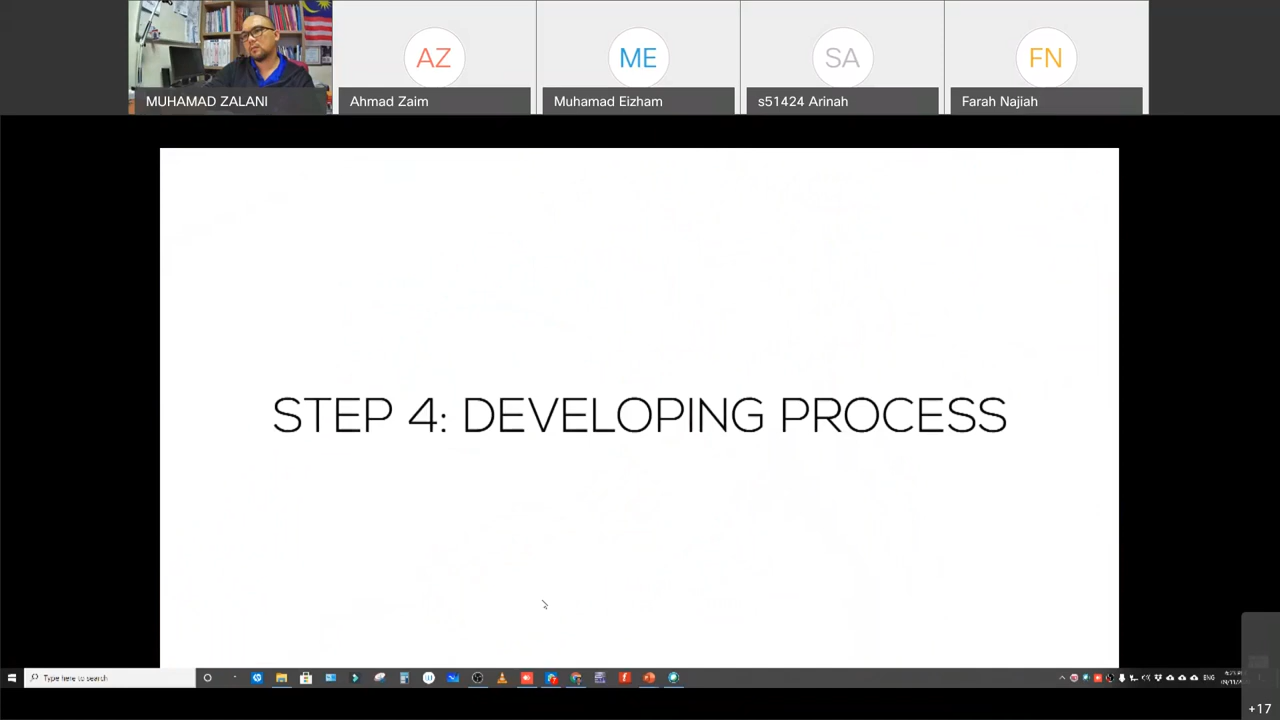 AZ
ME
SA
FN
MUHAMAD ZALANI
Ahmad Zaim
Muhamad Eizham
s51424 Arinah
Farah Najiah
STEP 4: DEVELOPING PROCESS
Type here to search
ENG
+17